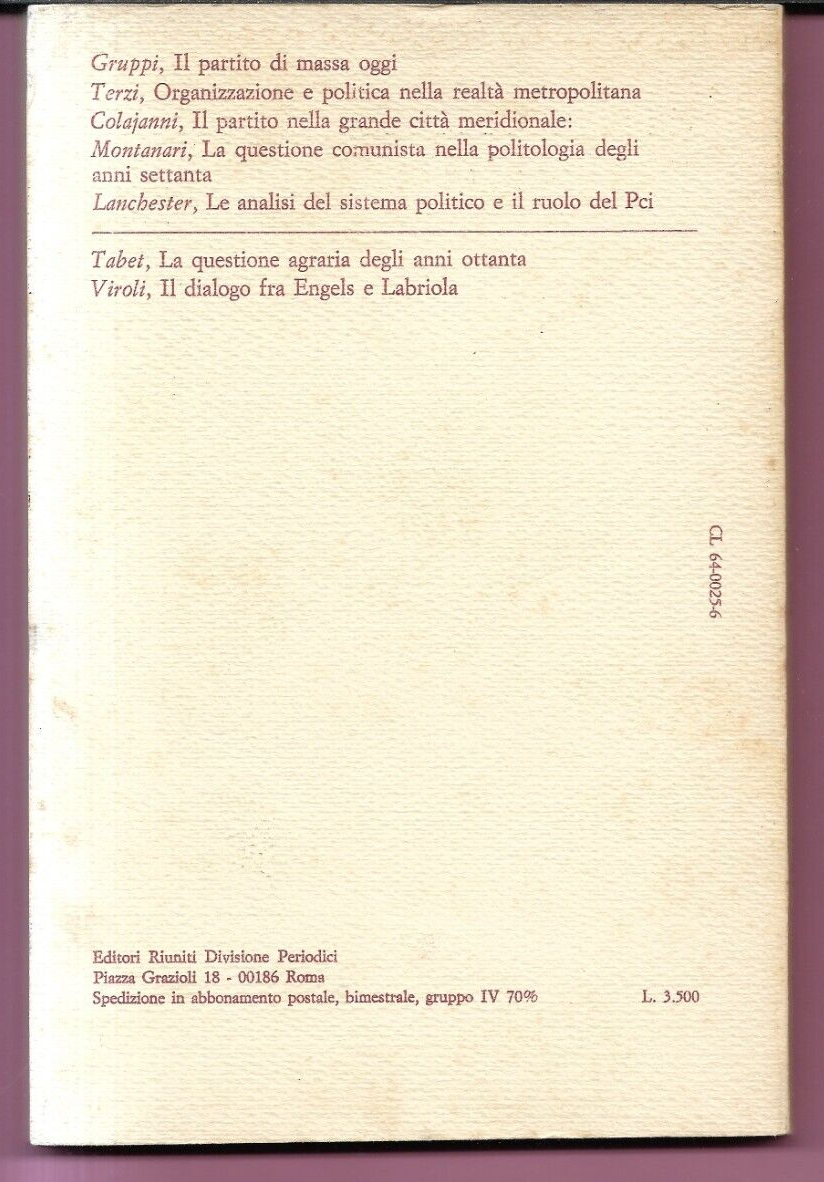 Gruppi, Il partito di massa oggi
Terzi, Organizzazione e politica nella realtà metropolitana
Colajanni, Il partito nella grande città meridionale:
Montanari, La questione comunista nella politologia degli
anni settanta
Lanchester, Le analisi del sistema politico e il ruolo del Pci
Tabet, La questione agraria degli anni ottanta
Viroli, Il dialogo fra Engels e Labriola
CL 64-0025-6
Editori Riuniti Divisione Periodici
Piazza Grazioli 18 - 00186 Roma
Spedizione in abbonamento postale, bimestrale, gruppo IV 70% L. 3.500